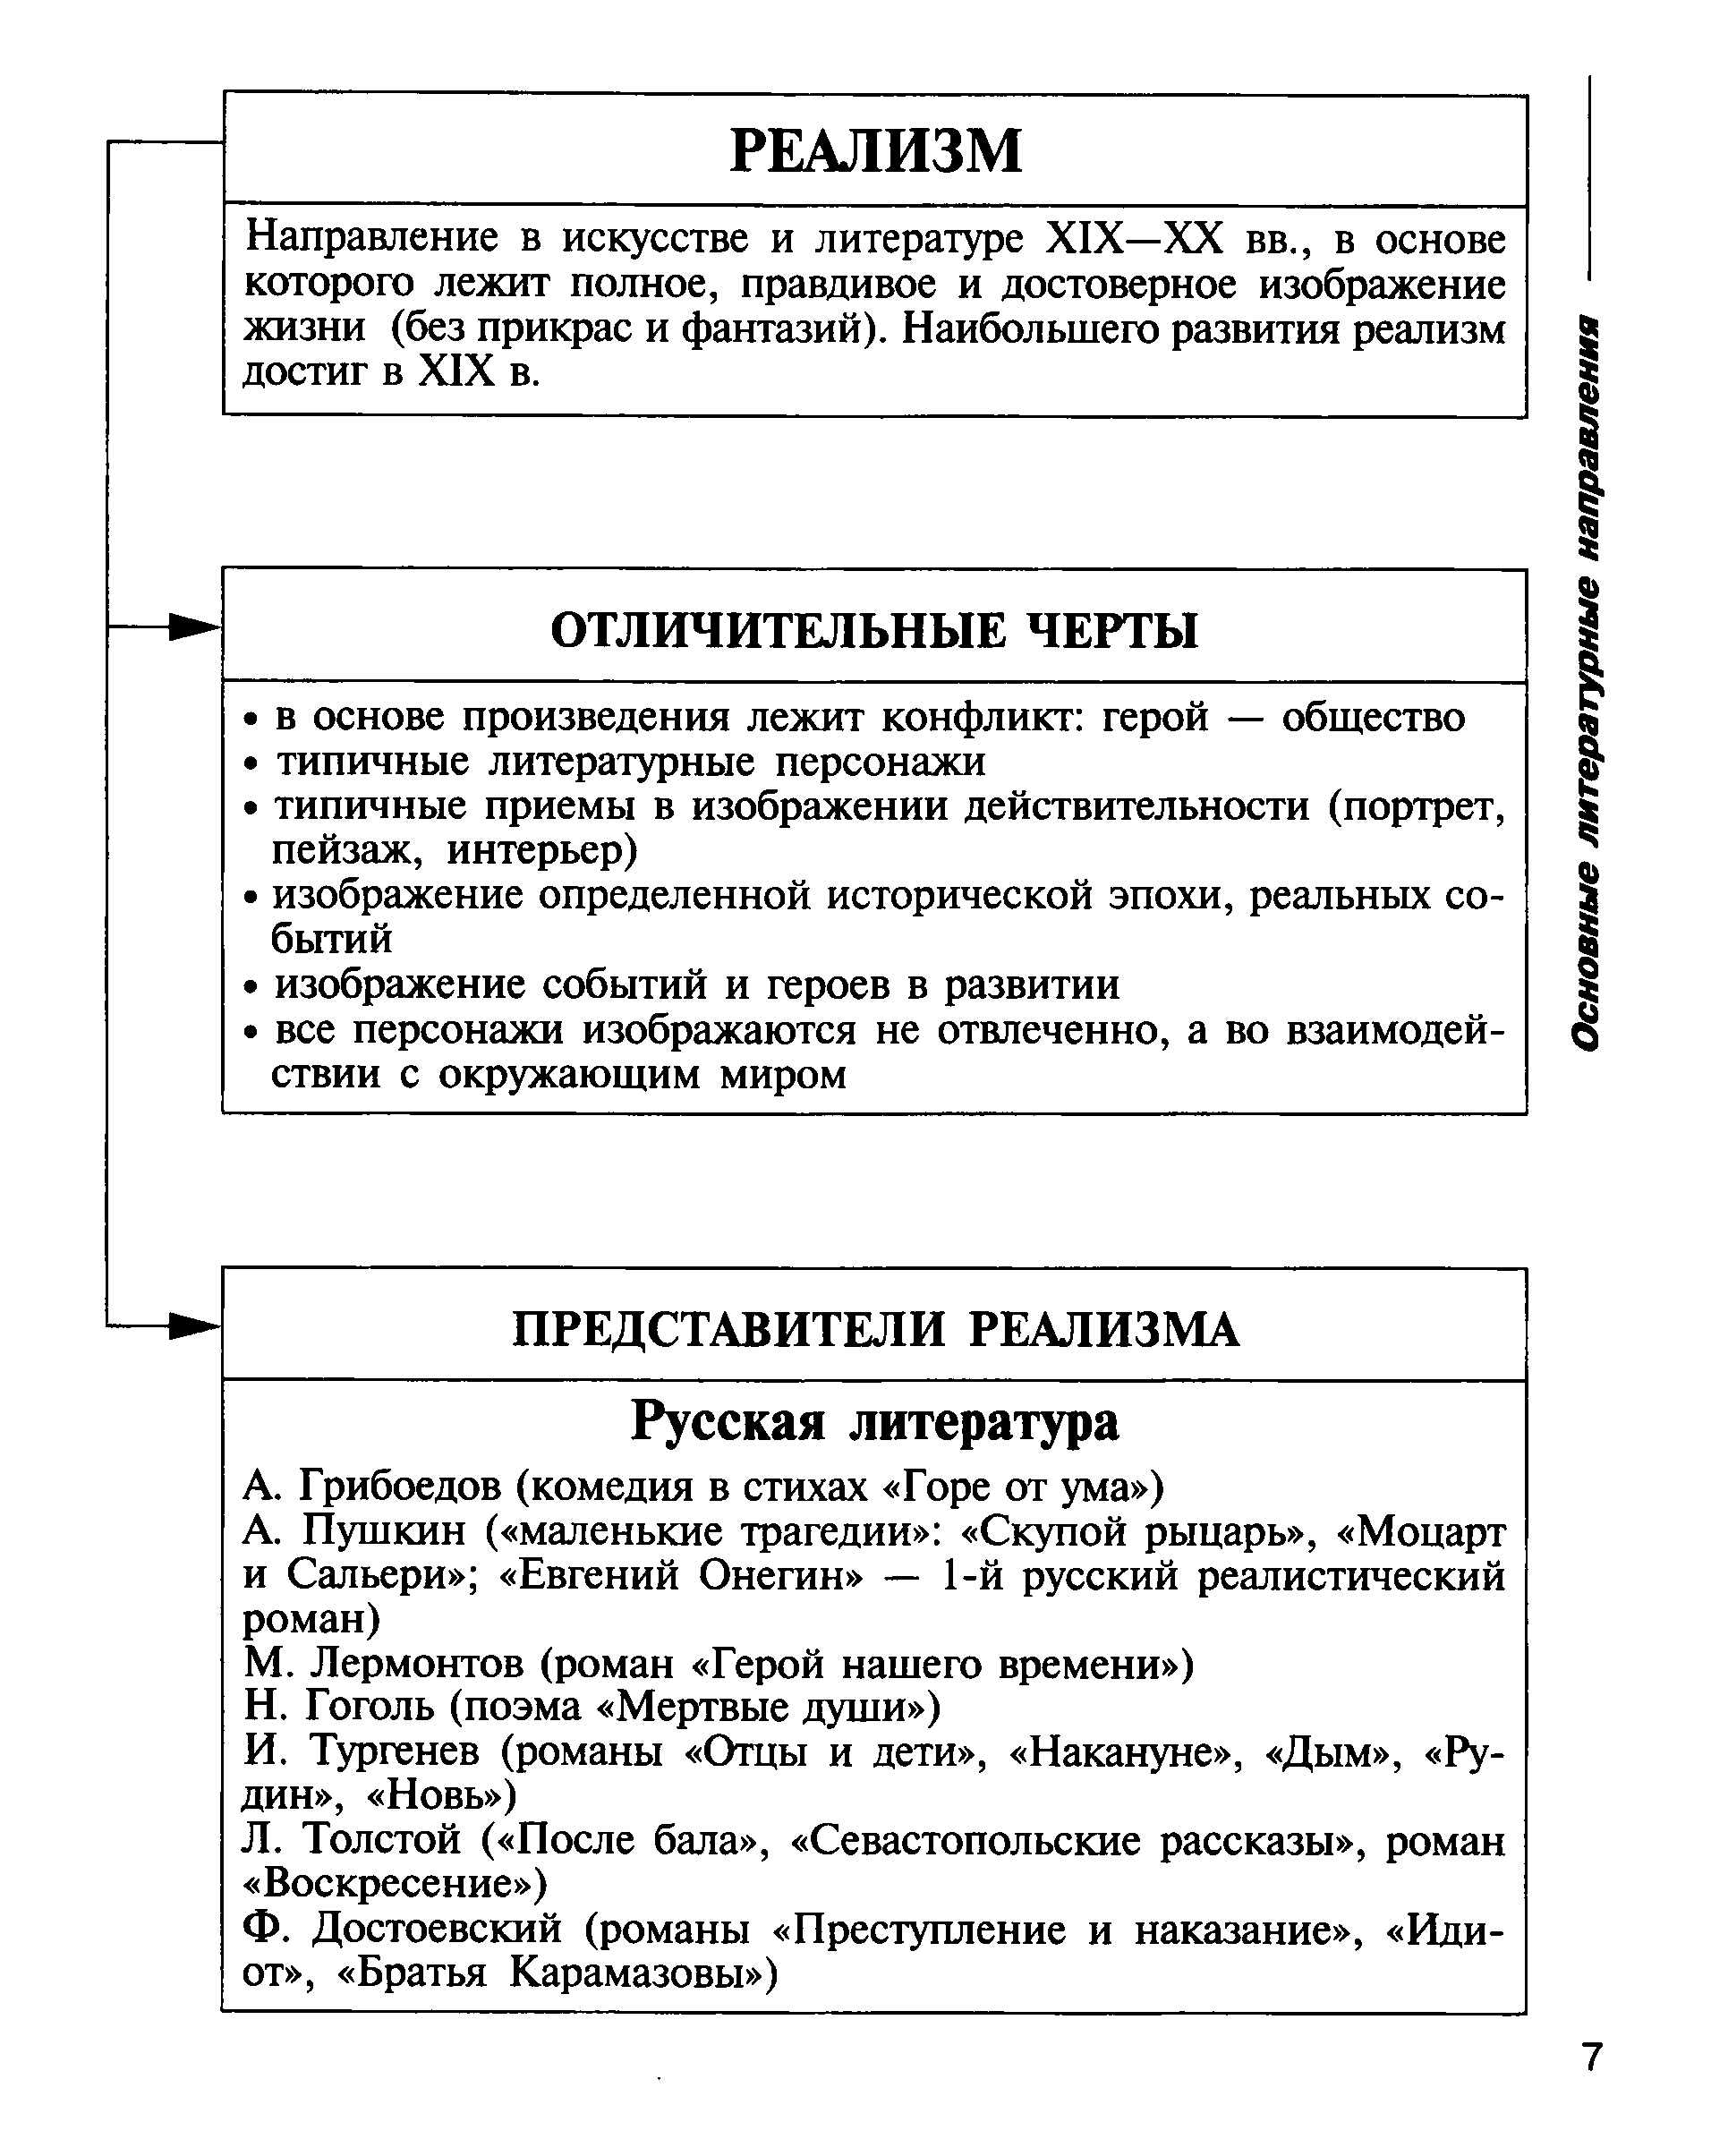 РЕАЛИЗМ
Направление в искусстве и литературе XIX—XX вв., в основе
которого лежит полное, правдивое и достоверное изображение
жизни (без прикрас и фантазий). Наибольшего развития реализм
достиг в XIX в.
ОТЛИЧИТЕЛЬНЫЕ ЧЕРТЫ
• в основе произведения лежит конфликт: герой — общество
• типичные литературные персонажи
• типичные приемы в изображении действительности (портрет,
пейзаж, интерьер)
• изображение определенной исторической эпохи, реальных со-
бытий
• изображение событий и героев в развитии
• все персонажи изображаются не отвлеченно, а во взаимодей-
ствии с окружающим миром
ПРЕДСТАВИТЕЛИ РЕАЛИЗМА
Русская литература
А. Грибоедов (комедия в стихах «Горе от ума»)
А. Пушкин («маленькие трагедии»: «Скупой рыцарь», «Моцарт
и Сальери»; «Евгений Онегин» — 1-й русский реалистический
роман)
М. Лермонтов (роман «Герой нашего времени»)
Н. Гоголь (поэма «Мертвые души»)
И. Тургенев (романы «Отцы и дети», «Накануне», «Дым», «Ру-
дин», «Новь»)
Л. Толстой («После бала», «Севастопольские рассказы», роман
«Воскресение»)
Ф. Достоевский (романы «Преступление и наказание», «Иди-
от», «Братья Карамазовы»)
Основные литературные направления
7